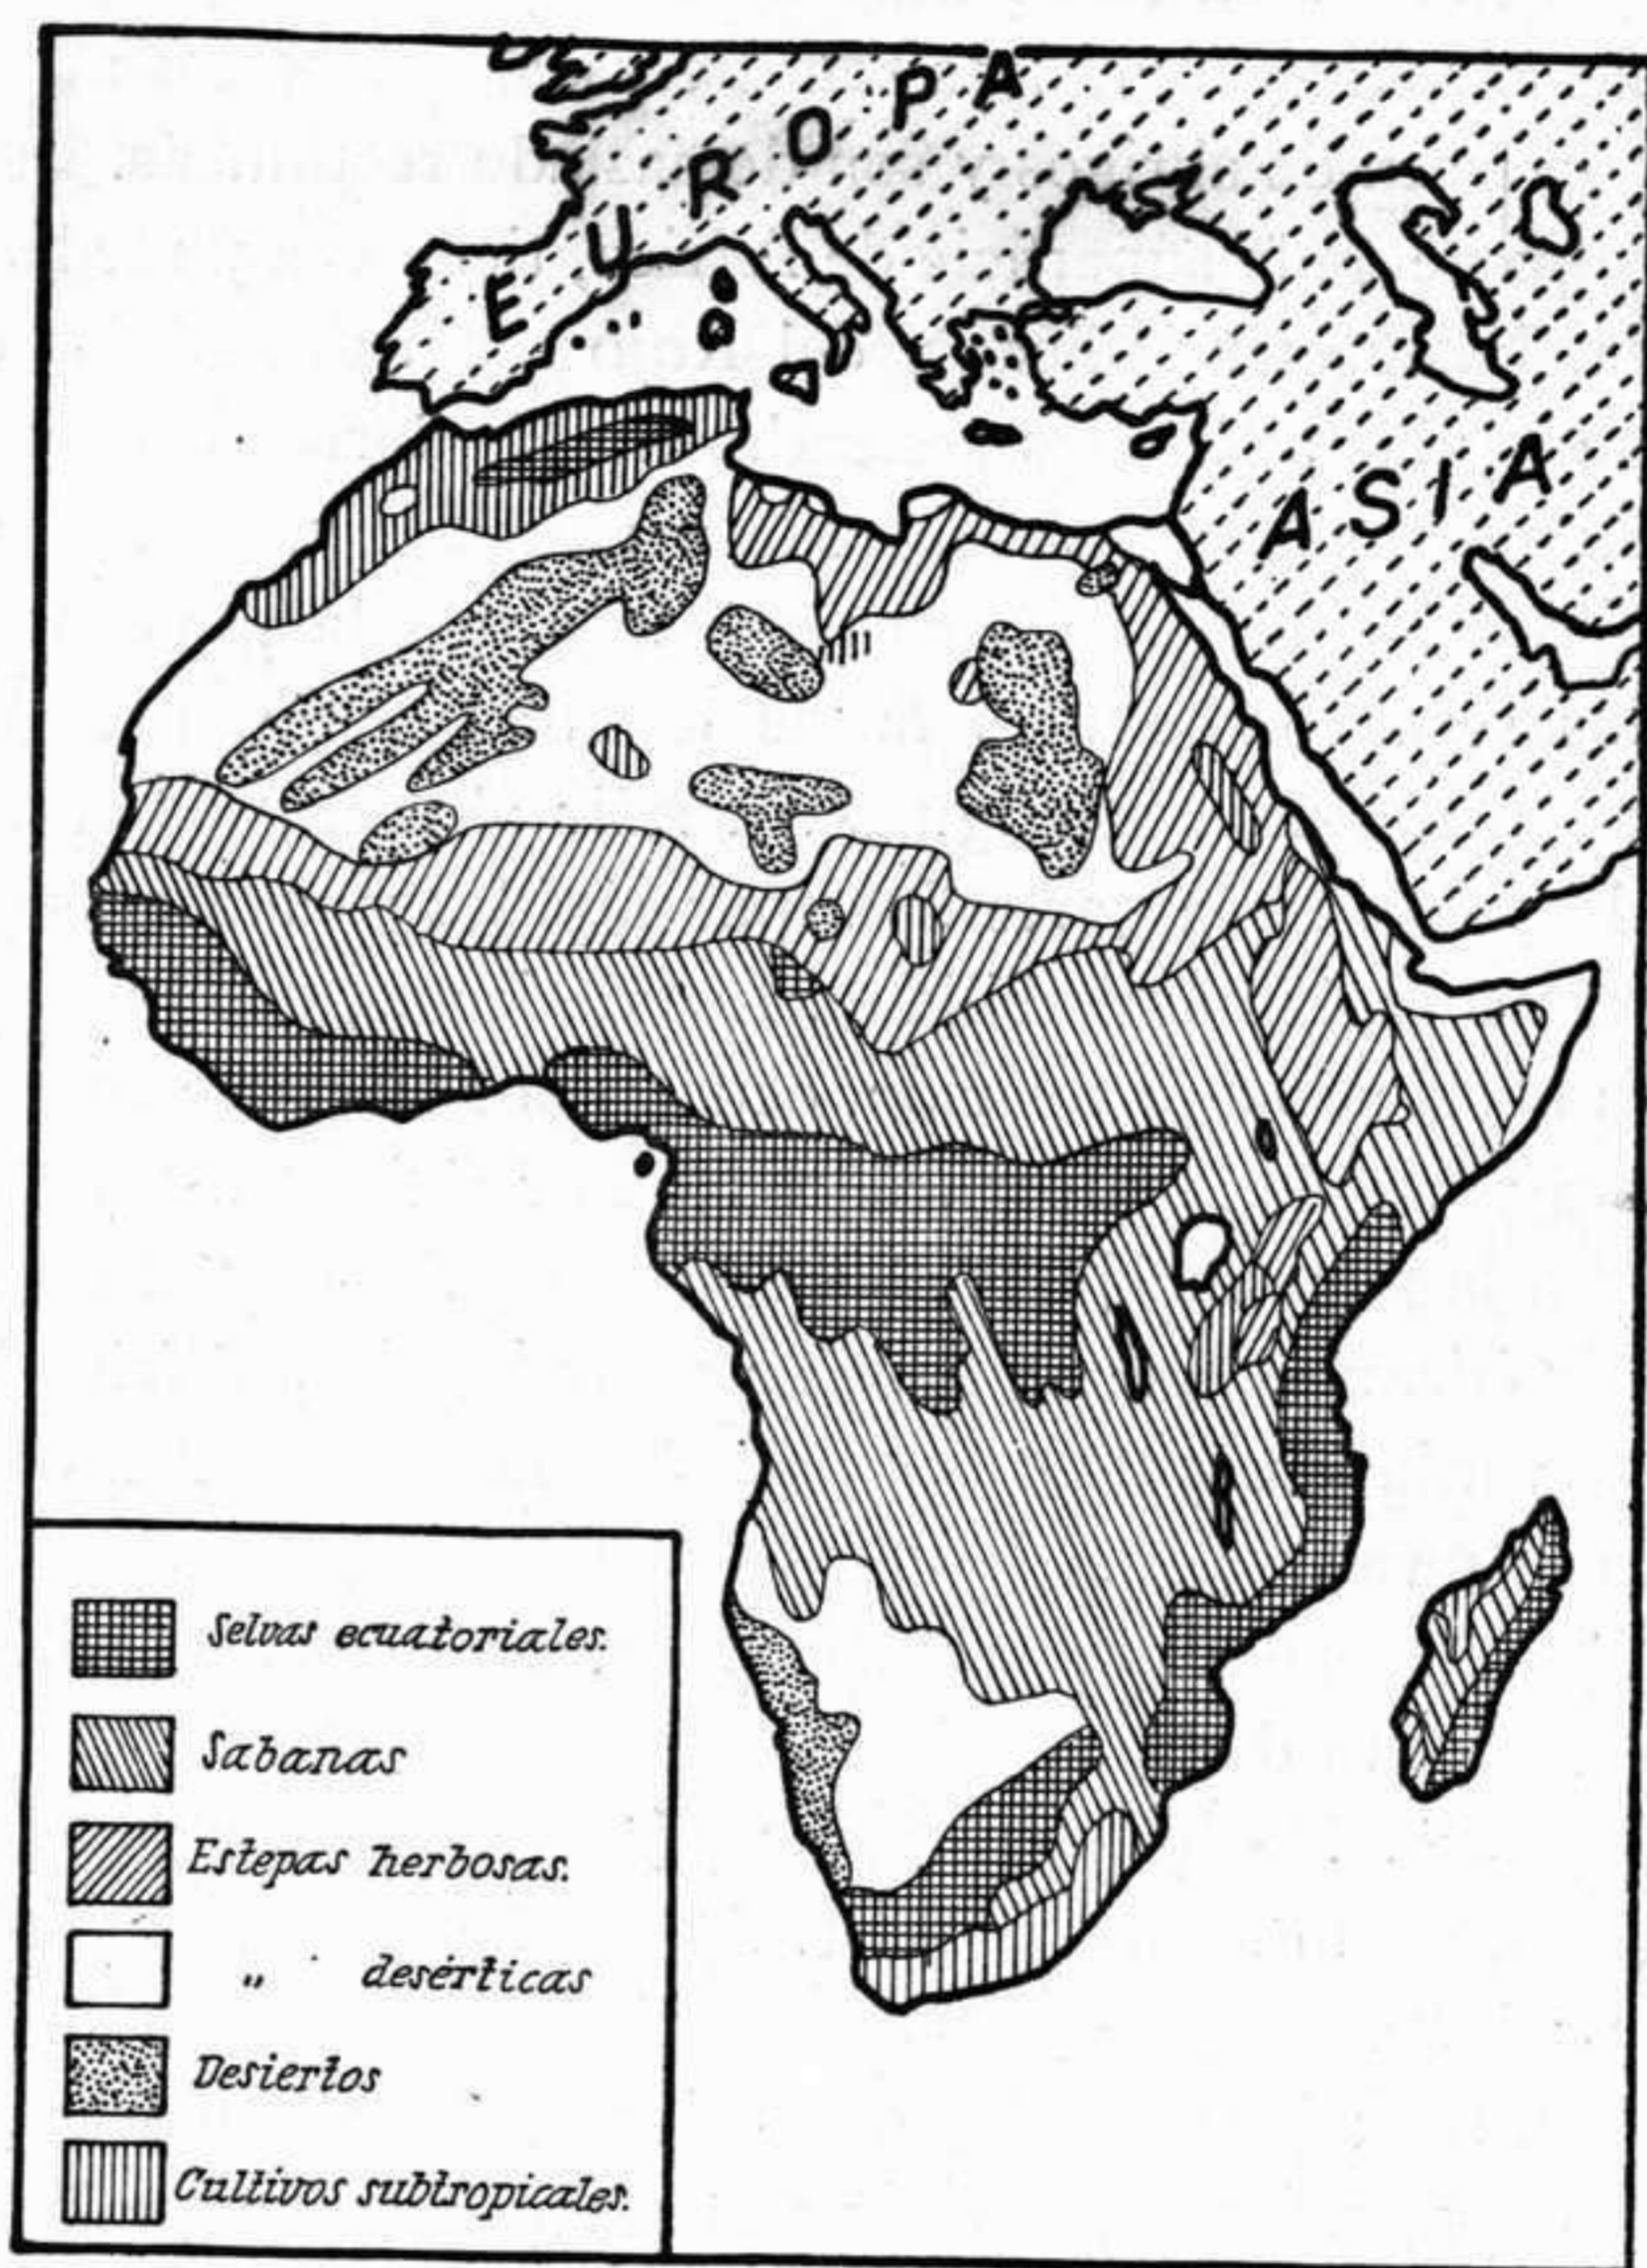 EUROPA
ASIA
Selvas ecuatoriales.
Sabanas
Estepas herbosas.
" desérticas
Desiertos
Cultivos subtropicales.